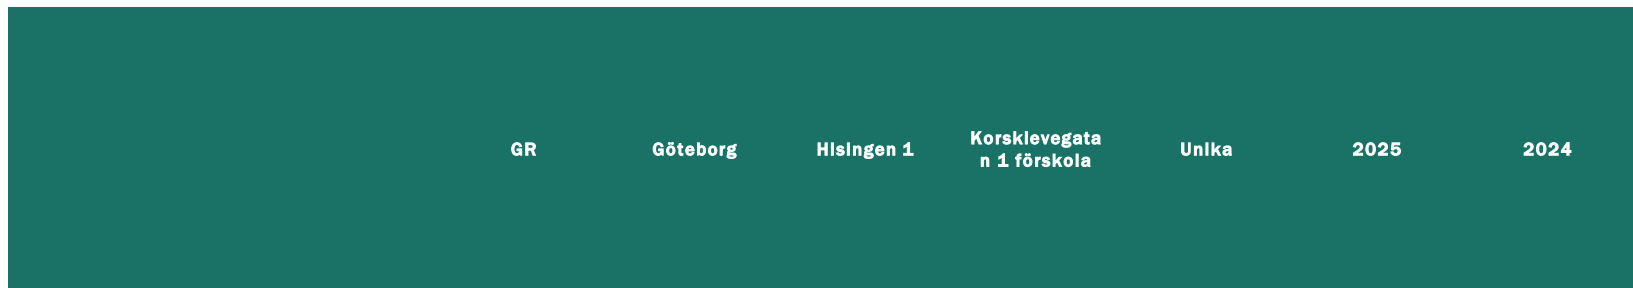 GR
Göteborg
Hisingen 1
Korsklevegata
n 1 förskola
Unika
2025
2024